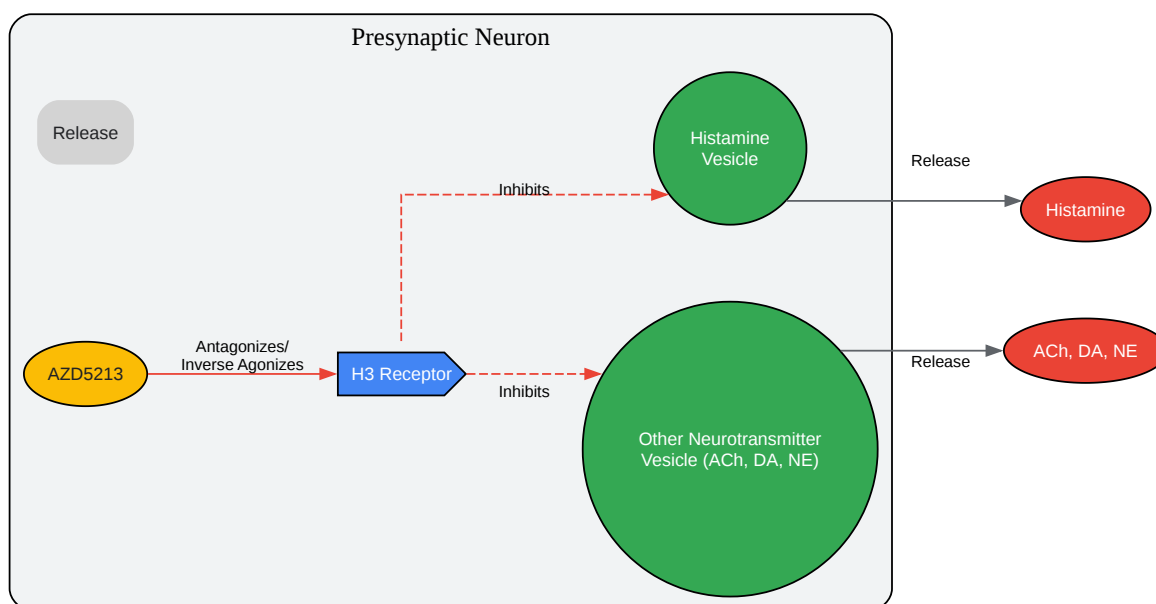 Presynaptic Neuron
Release
Histamine
Vesicle
Release
Inhibits
Histamine
Antagonizes/
Inverse Agonizes
AZD5213
H3 Receptor
Inhibits
ACh, DA, NE
Release
Other Neurotransmitter
Vesicle (ACh, DA, NE)